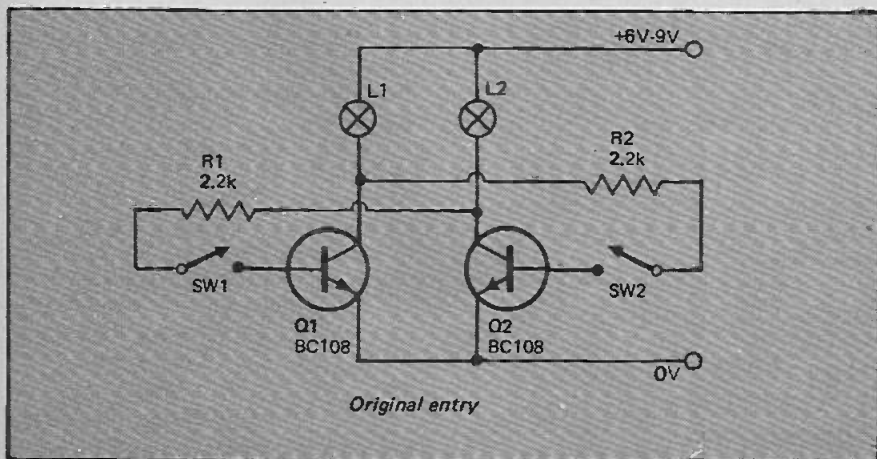 +6V-9V
L1
L2
R1
2.2k
R2
2.2k
SW1
SW2
Q1
BC108
Q2
BC108
0V
Original entry